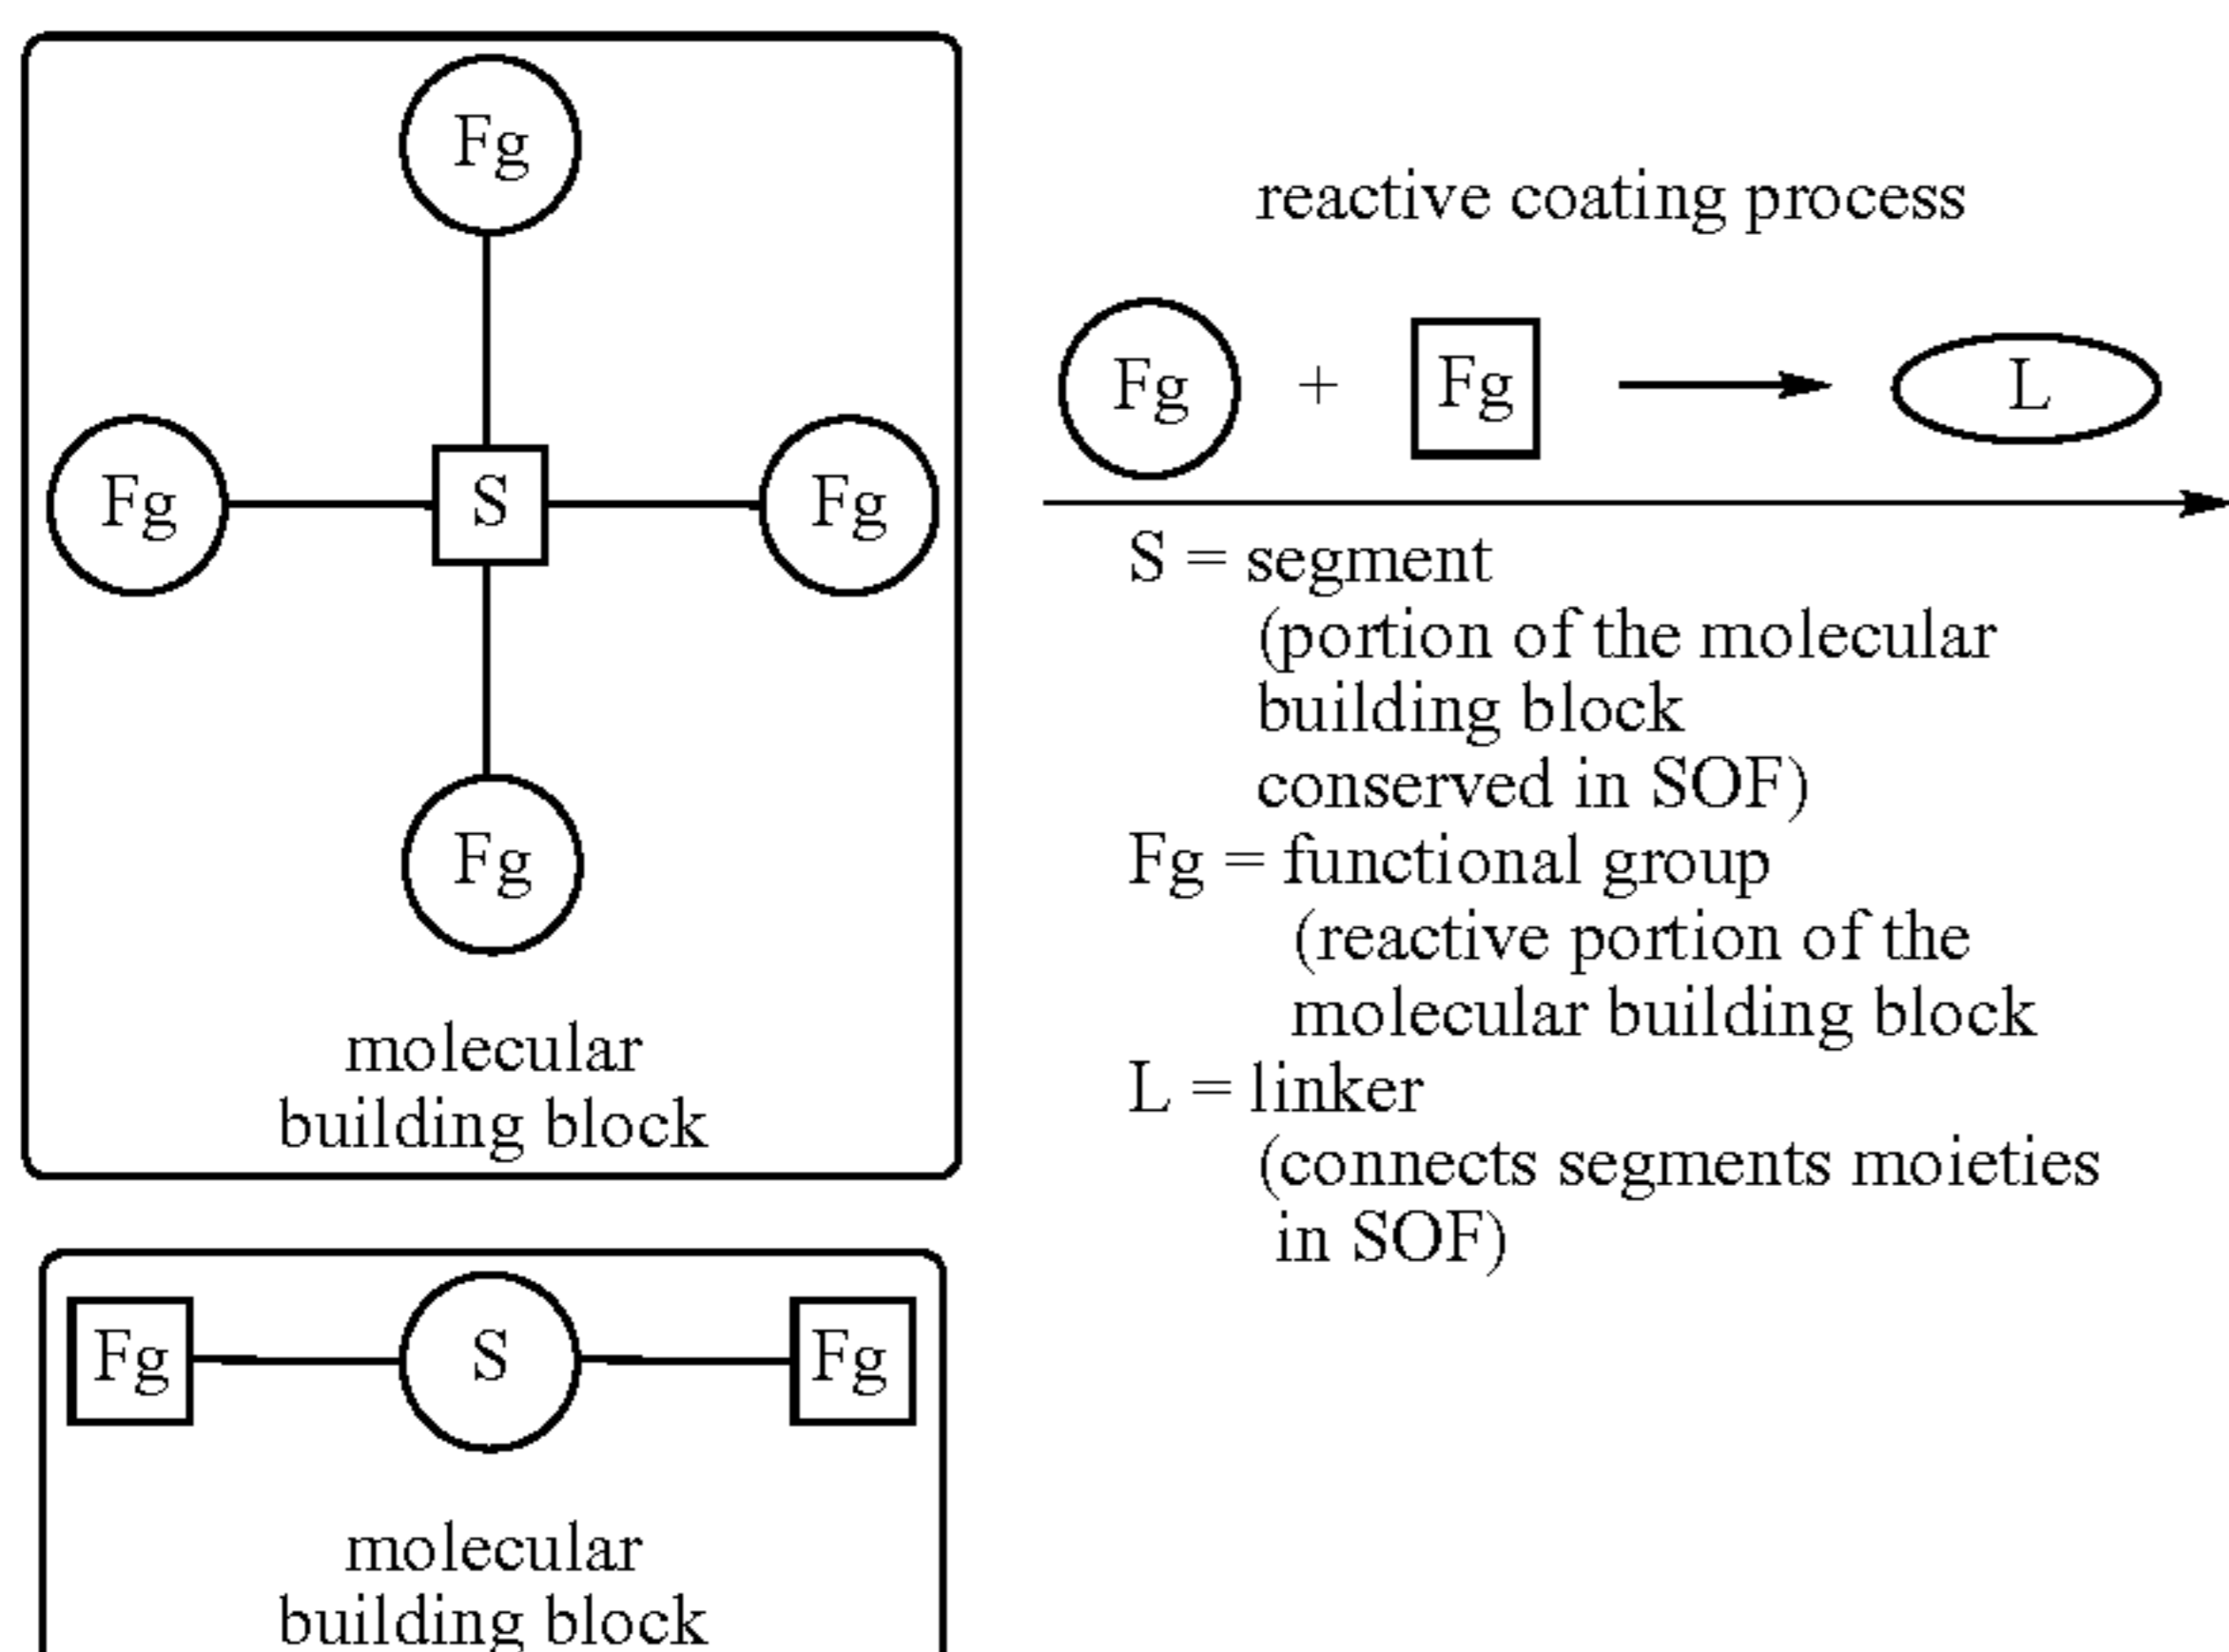 Fg
Fg S Fg
Fg
molecular
building block
Fg S Fg
molecular
building block
reactive coating process
Fg + Fg L
S = segment
(portion of the molecular
building block
conserved in SOF)
Fg = functional group
(reactive portion of the
molecular building block
L = linker
(connects segments moieties
in SOF)